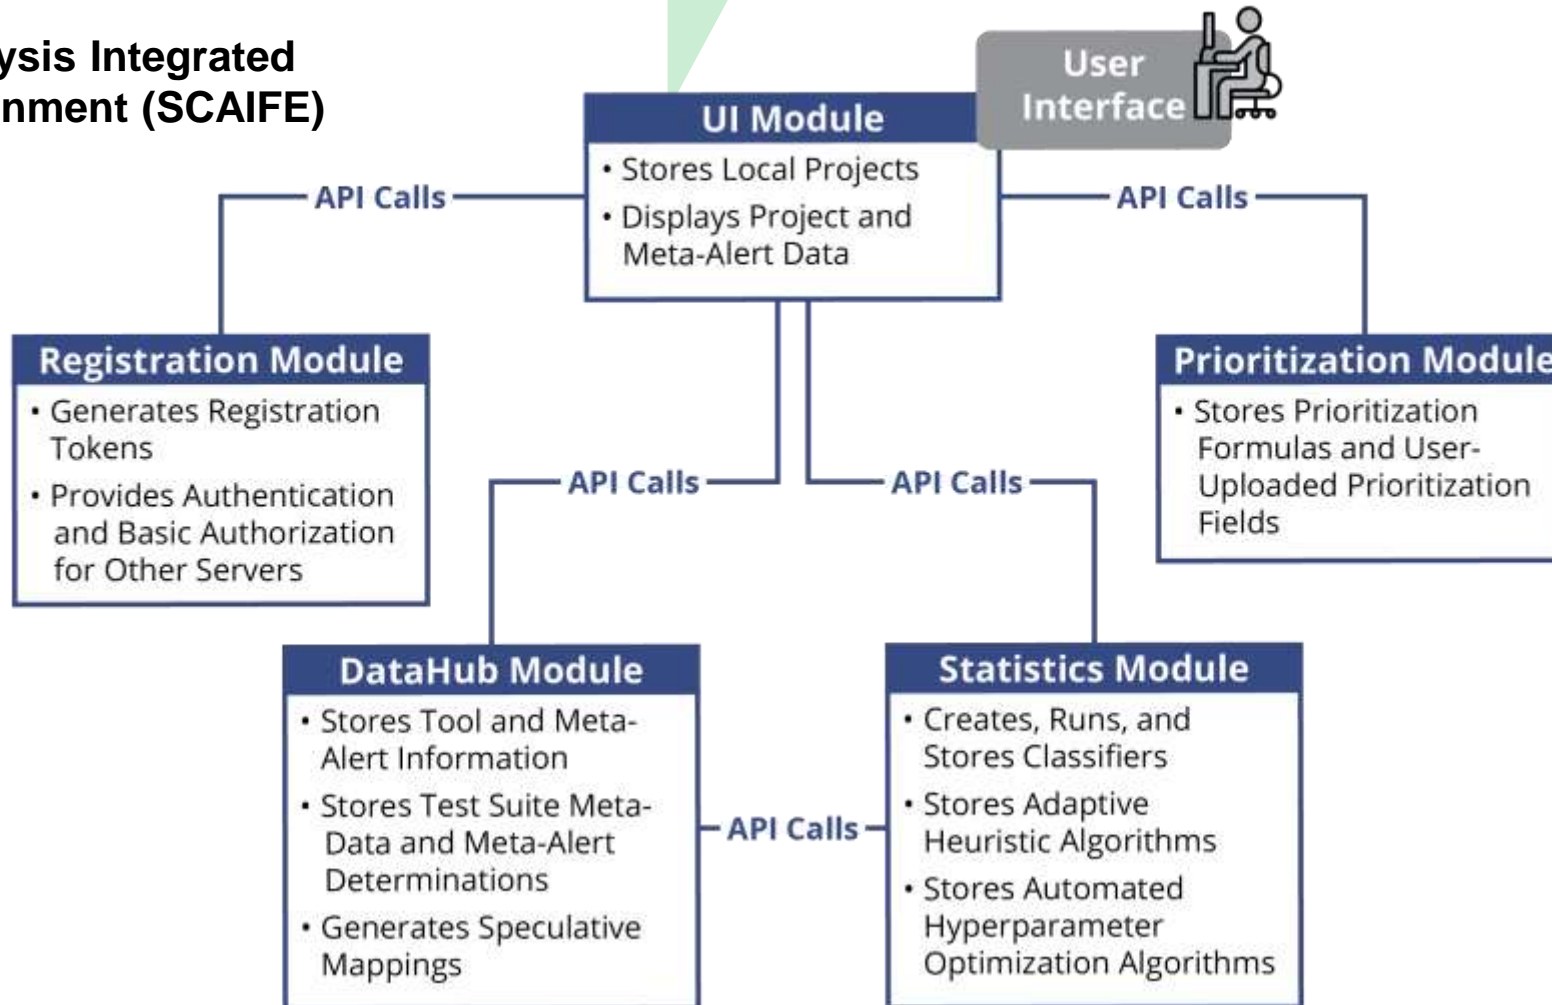 ysis Integrated
nment (SCAIFE)
User
Interface
UI Module
• Stores Local Projects
• Displays Project and
Meta-Alert Data
API Calls
API Calls
Registration Module
• Generates Registration
Tokens
• Provides Authentication
and Basic Authorization
for Other Servers
Prioritization Module
• Stores Prioritization
Formulas and User-
Uploaded Prioritization
Fields
API Calls
API Calls
DataHub Module
• Stores Tool and Meta-
Alert Information
• Stores Test Suite Meta-
Data and Meta-Alert
Determinations
• Generates Speculative
Mappings
API Calls
Statistics Module
• Creates, Runs, and
Stores Classifiers
• Stores Adaptive
Heuristic Algorithms
• Stores Automated
Hyperparameter
Optimization Algorithms